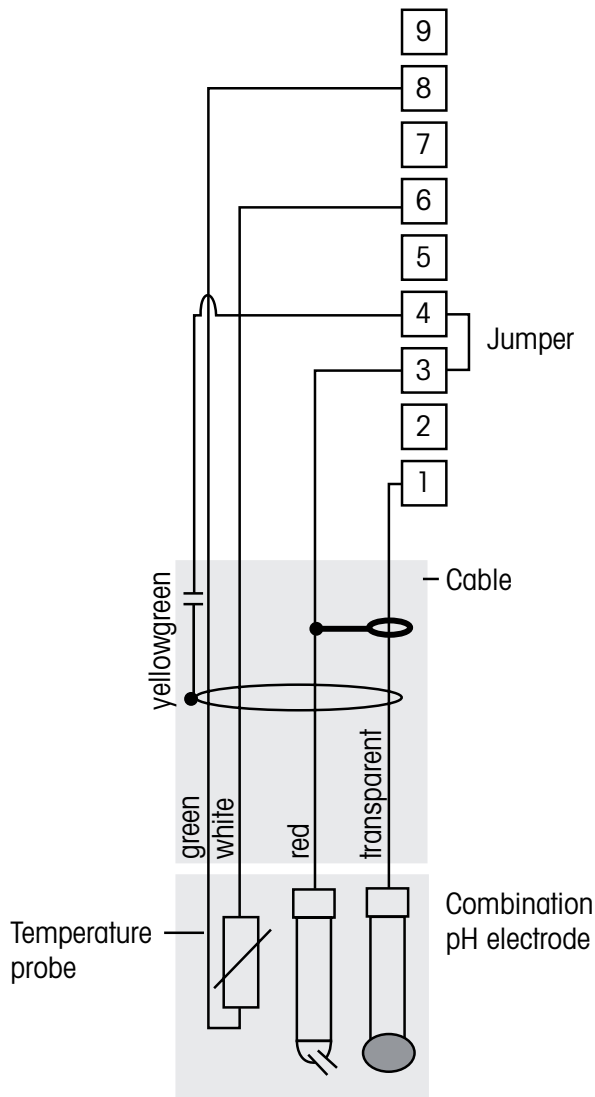 9
8
7
6
5
4
Jumper
3
2
1
Cable
yellowgreen
green
white
red
transparent
Combination
pH electrode
Temperature
probe